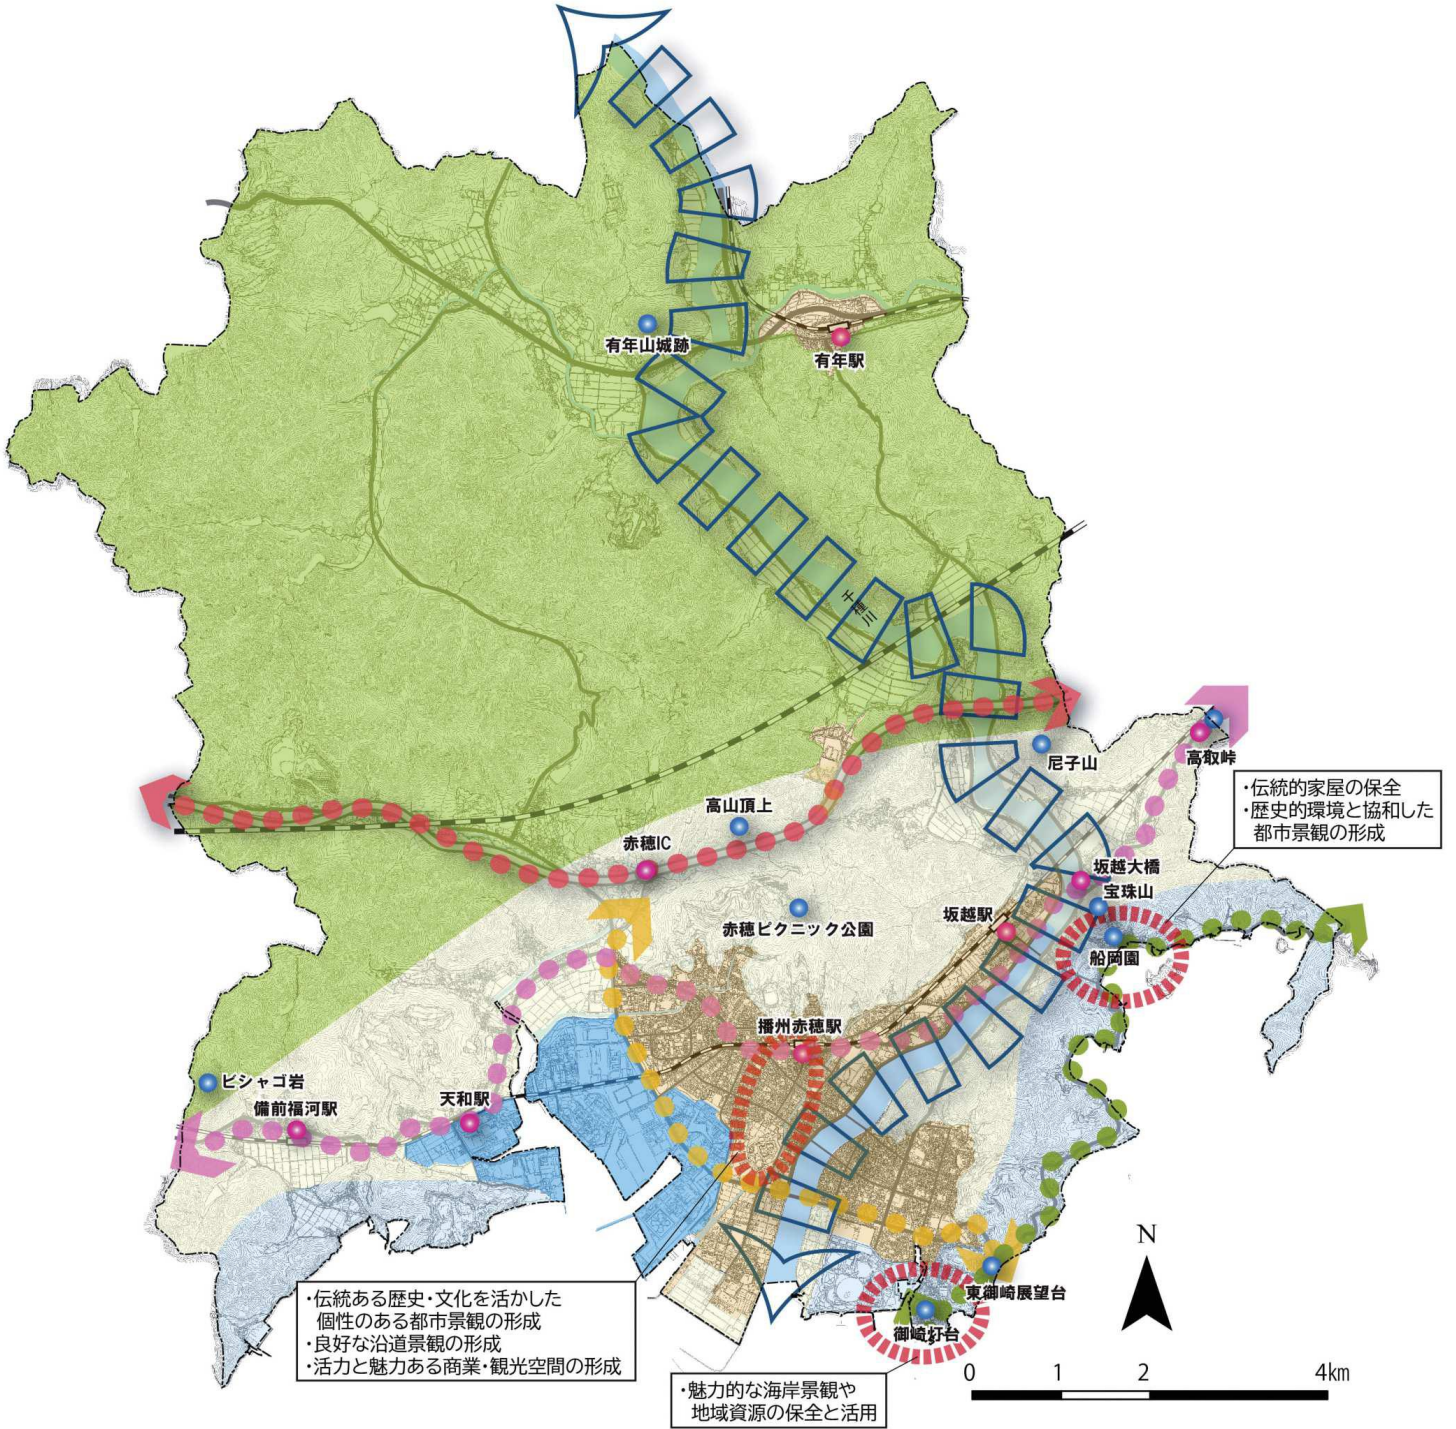 有年山城跡
有年駅
千種川
尼子山
高取峠
・伝統的家屋の保全
・歴史的環境と協和した
都市景観の形成
高山頂上
赤穂IC
坂越大橋
宝珠山
坂越駅
赤穂ピクニック公園
船岡園
播州赤穂駅
ビシャゴ岩
備前福河駅
天和駅
N
東御崎展望台
御崎灯台
・伝統ある歴史・文化を活かした
個性のある都市景観の形成
・良好な沿道景観の形成
・活力と魅力ある商業・観光空間の形成
・魅力的な海岸景観や
地域資源の保全と活用
0 1 2 4km